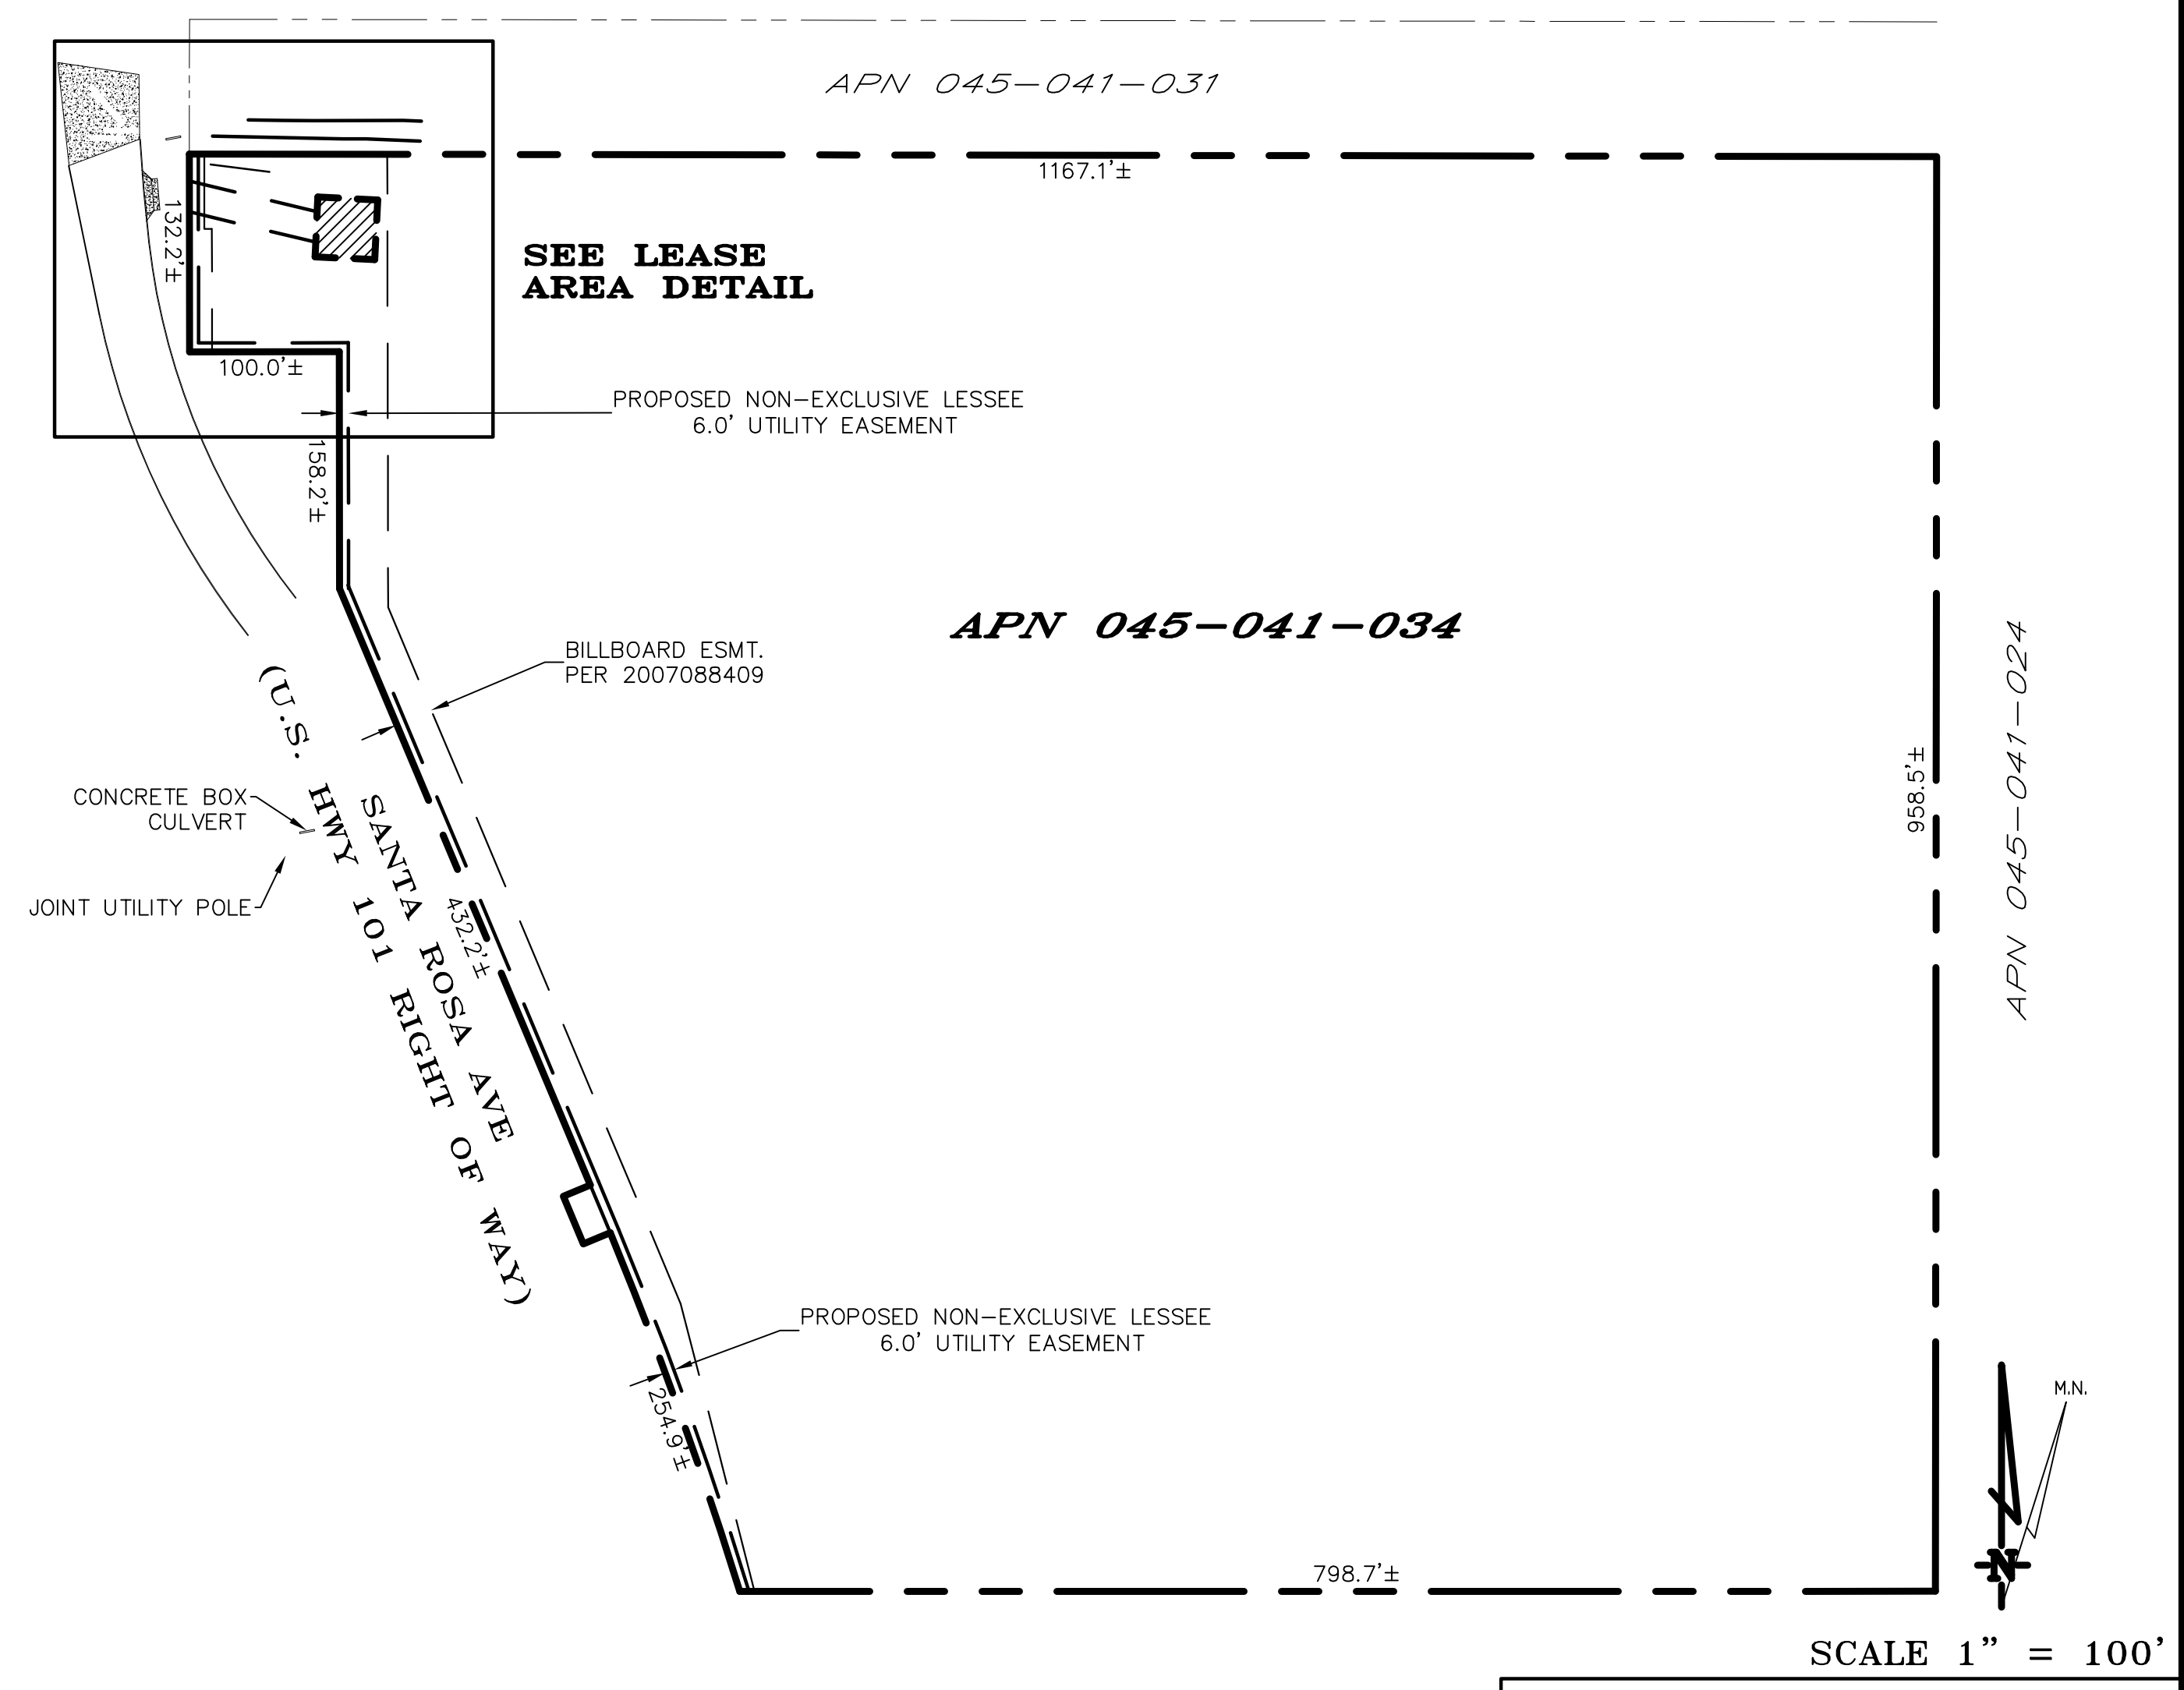 APN 045-041-031
1167.1'±
132.2'±
SEE LEASE
AREA DETAIL
100.0'±
PROPOSED NON-EXCLUSIVE LESSEE
6.0' UTILITY EASEMENT
158.2'±
APN 045-041-034
BILLBOARD ESMT.
PER 2007088409
APN 045-041-024
958.5'±
CONCRETE BOX
CULVERT
JOINT UTILITY POLE
SANTA ROSA AVE
(U.S. HWY 101 RIGHT OF WAY)
432.2'±
PROPOSED NON-EXCLUSIVE LESSEE
6.0' UTILITY EASEMENT
254.9'±
M.N.
798.7'±
N
SCALE 1" = 100'